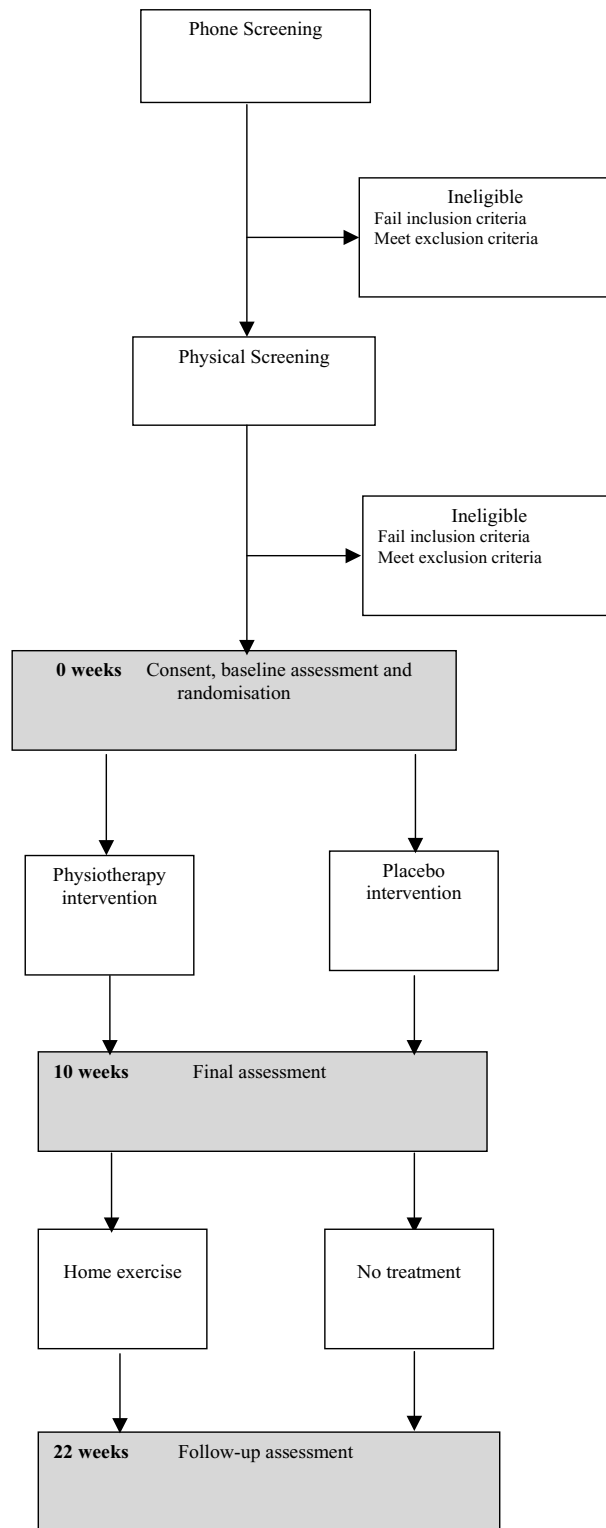 Phone Screening
Ineligible
Fail inclusion criteria
Meet exclusion criteria
Physical Screening
Ineligible
Fail inclusion criteria
Meet exclusion criteria
0 weeks Consent, baseline assessment and
randomisation
Physiotherapy
intervention
Placebo
intervention
10 weeks Final assessment
Home exercise
No treatment
22 weeks Follow-up assessment